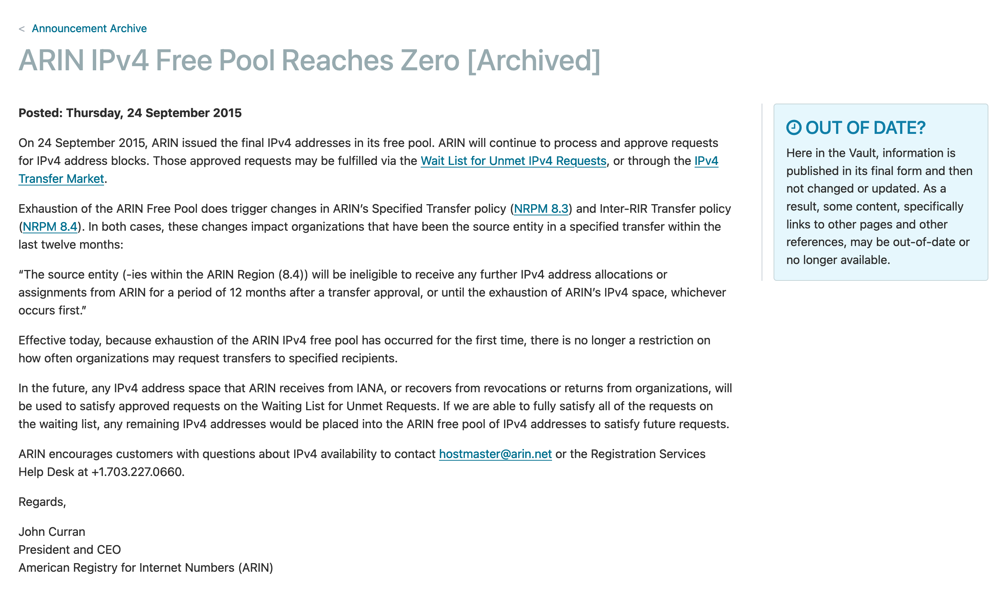 < Announcement Archive
ARIN IPv4 Free Pool Reaches Zero [Archived]
Posted: Thursday, 24 September 2015
On 24 September 2015, ARIN issued the final IPv4 addresses in its free pool. ARIN will continue to process and approve requests
for IPv4 address blocks. Those approved requests may be fulfilled via the Wait List for Unmet IPv4 Requests, or through the IPv4
Transfer Market.
Exhaustion of the ARIN Free Pool does trigger changes in ARIN’s Specified Transfer policy (NRPM 8.3) and Inter-RIR Transfer policy
(NRPM 8.4). In both cases, these changes impact organizations that have been the source entity in a specified transfer within the
last twelve months:
“The source entity (-ies within the ARIN Region (8.4)) will be ineligible to receive any further IPv4 address allocations or
assignments from ARIN for a period of 12 months after a transfer approval, or until the exhaustion of ARIN’s IPv4 space, whichever
occurs first.”
Effective today, because exhaustion of the ARIN IPv4 free pool has occurred for the first time, there is no longer a restriction on
how often organizations may request transfers to specified recipients.
In the future, any IPv4 address space that ARIN receives from IANA, or recovers from revocations or returns from organizations, will
be used to satisfy approved requests on the Waiting List for Unmet Requests. If we are able to fully satisfy all of the requests on
the waiting list, any remaining IPv4 addresses would be placed into the ARIN free pool of IPv4 addresses to satisfy future requests.
ARIN encourages customers with questions about IPv4 availability to contact hostmaster@arin.net or the Registration Services
Help Desk at +1.703.227.0660.
Regards,
John Curran
President and CEO
American Registry for Internet Numbers (ARIN)
OUT OF DATE?
Here in the Vault, information is
published in its final form and then
not changed or updated. As a
result, some content, specifically
links to other pages and other
references, may be out-of-date or
no longer available.